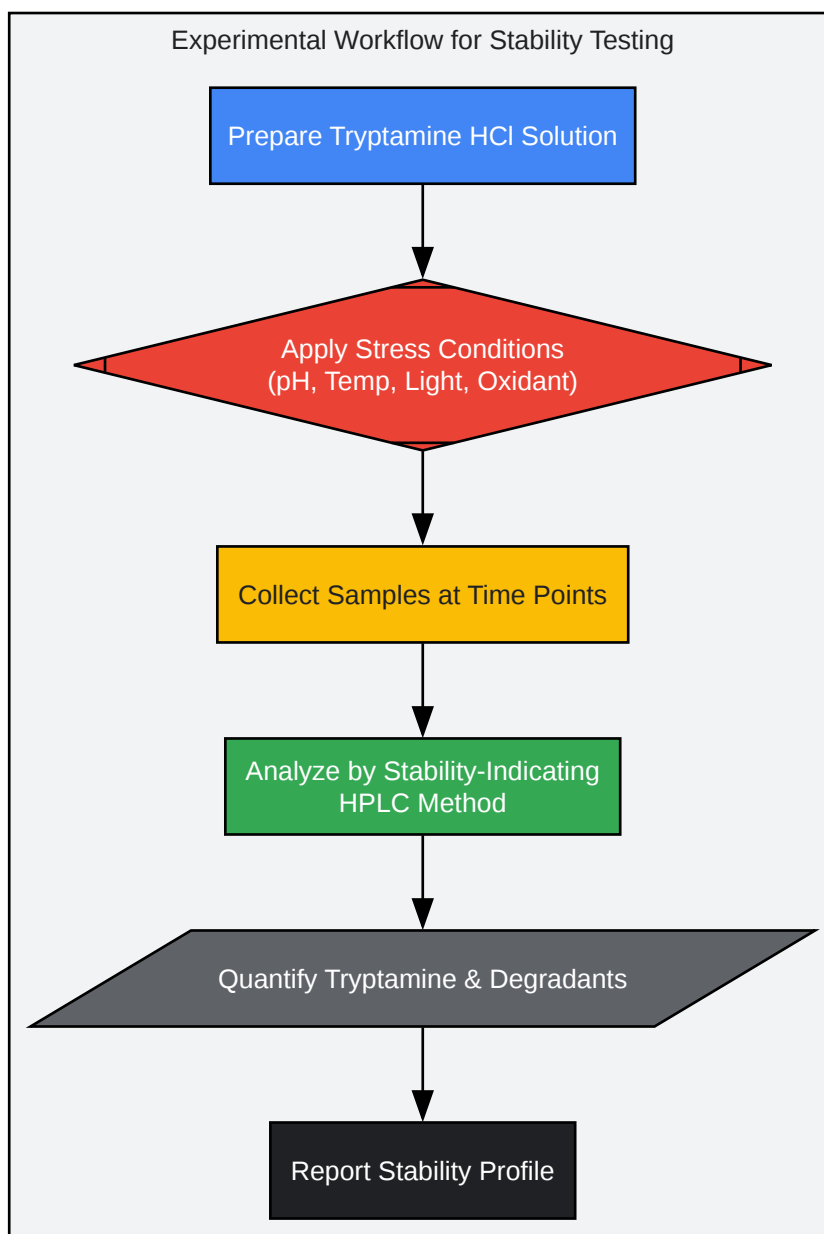 Experimental Workflow for Stability Testing
Prepare Tryptamine HCl Solution
Apply Stress Conditions
(pH, Temp, Light, Oxidant)
Collect Samples at Time Points
Analyze by Stability-Indicating
HPLC Method
Quantify Tryptamine & Degradants
Report Stability Profile